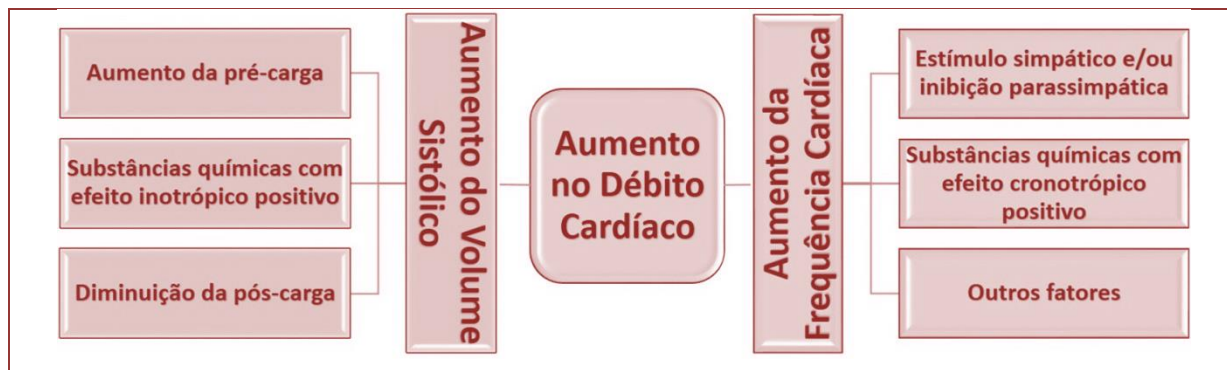 Aumento da pré-carga
Substâncias químicas com
efeito inotrópico positivo
Diminuição da pós-carga
Aumento do Volume
Sistólico
Aumento
no Débito
Cardíaco
Aumento da
Frequência Cardíaca
Estímulo simpático e/ou
inibição parassimpática
Substâncias químicas com
efeito cronotrópico
positivo
Outros fatores